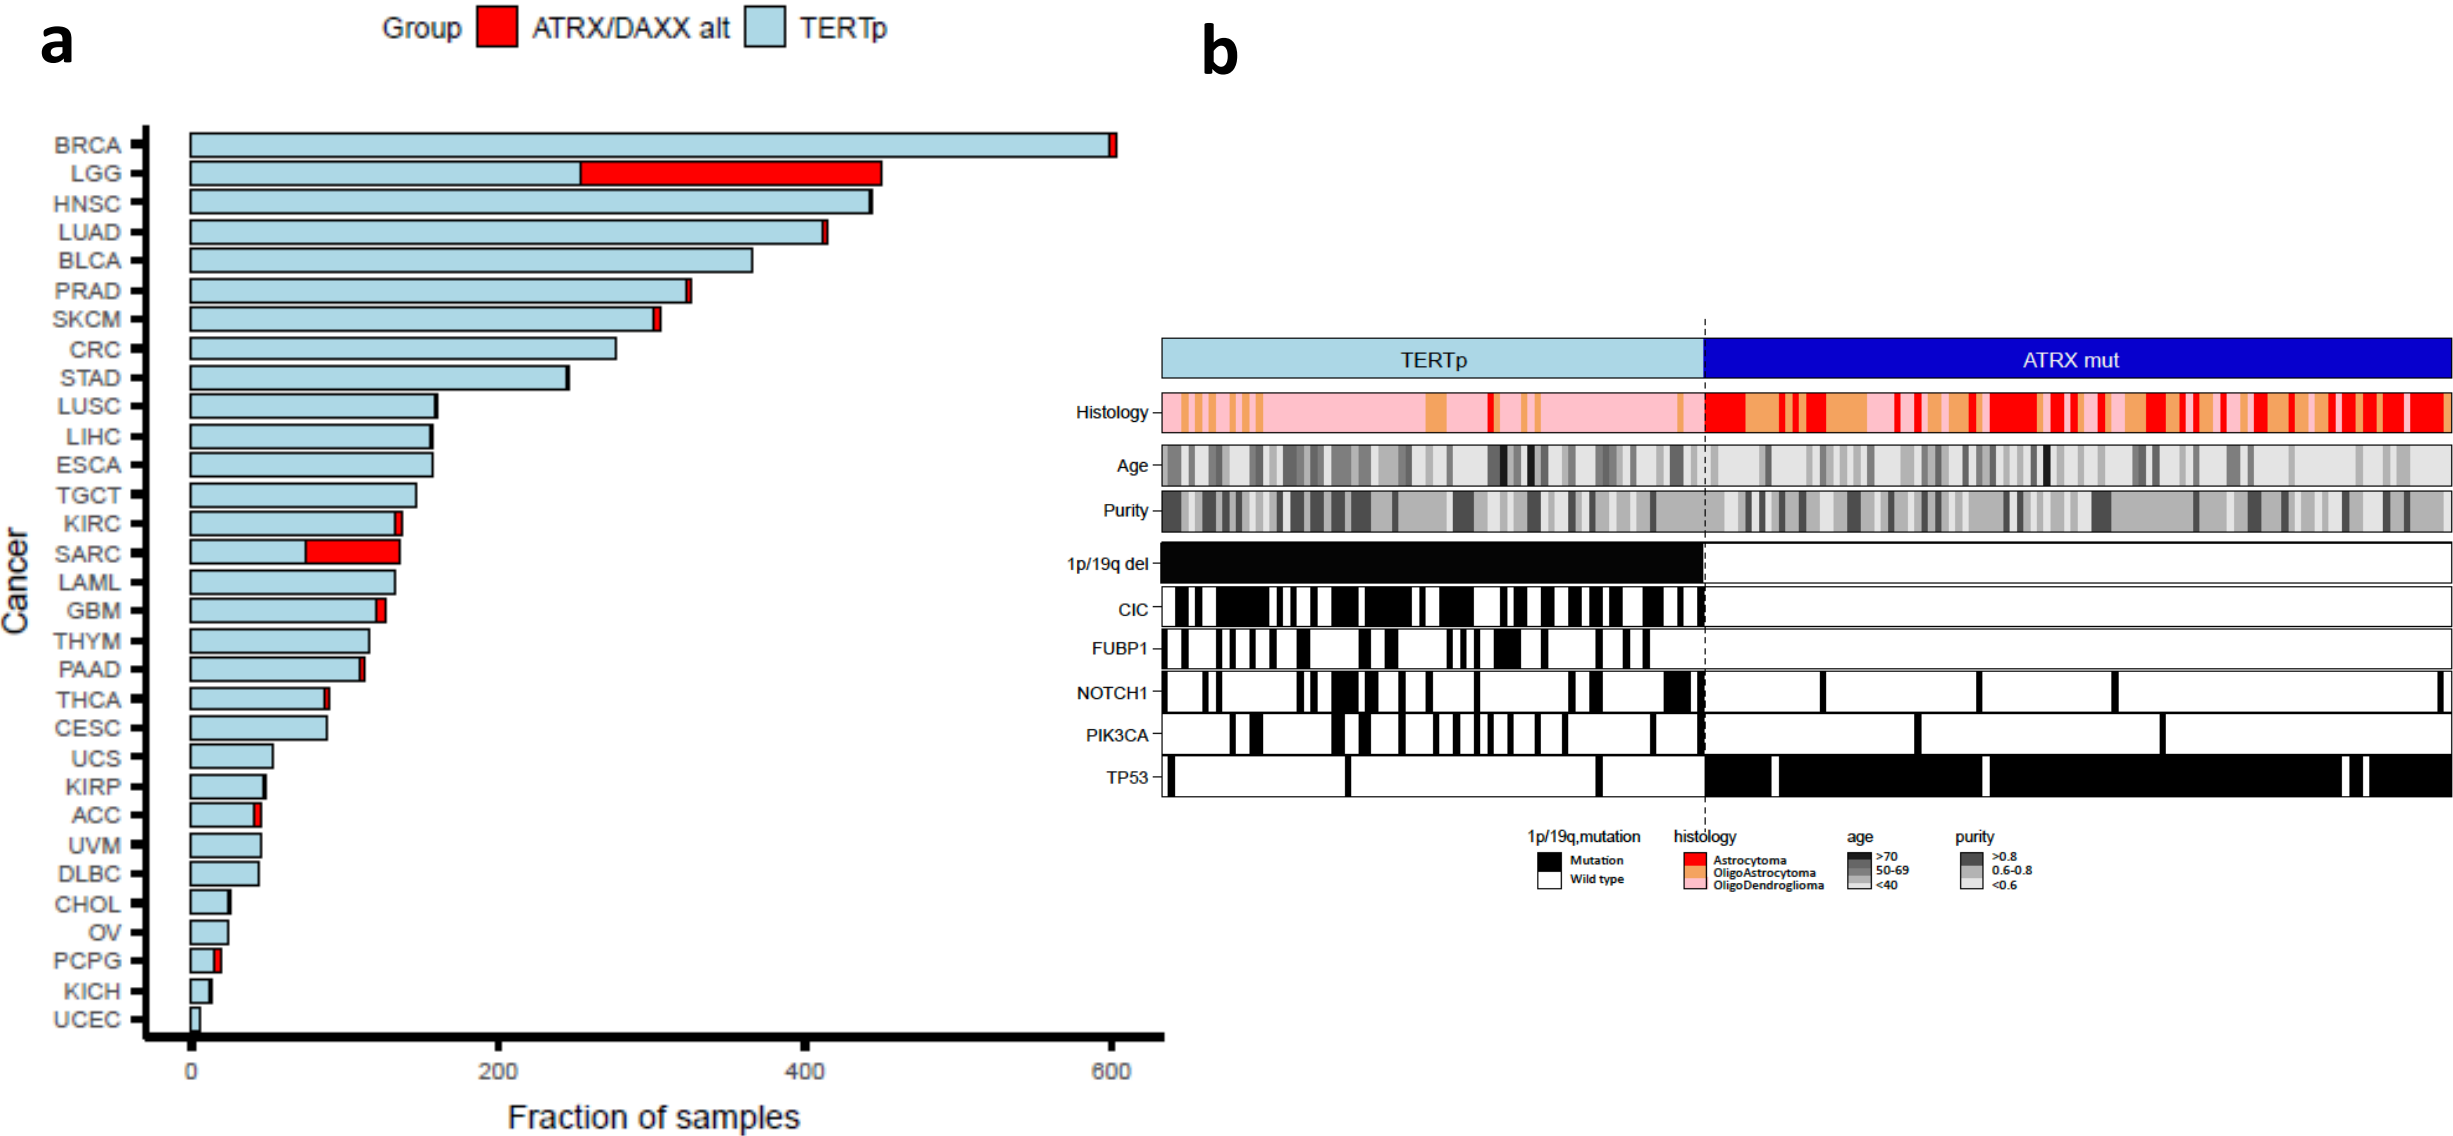 a
Group ATRX/DAXX alt TERTp
BRCA
LGG
HNSC
LUAD
BLCA
PRAD
SKCM
CRC
STAD
LUSC
LIHC
ESCA
TGCT
KIRC
SARC
LAML
GBM
THYM
PAAD
THCA
CESC
UCS
KIRP
ACC
UVM
DLBC
CHOL
OV
PCPG
KICH
UCEC
Cancer
0 200 400 600
Fraction of samples
b
TERTp ATRX mut
Histology
Age
Purity
1p/19q del
CIC
FUBP1
NOTCH1
PIK3CA
TP53
1p/19q,mutation
Mutation
Wild type
histology
Astrocytoma
OligoAstrocytoma
OligoDendroglioma
age
>70
50-69
<40
purity
>0.8
0.6-0.8
<0.6